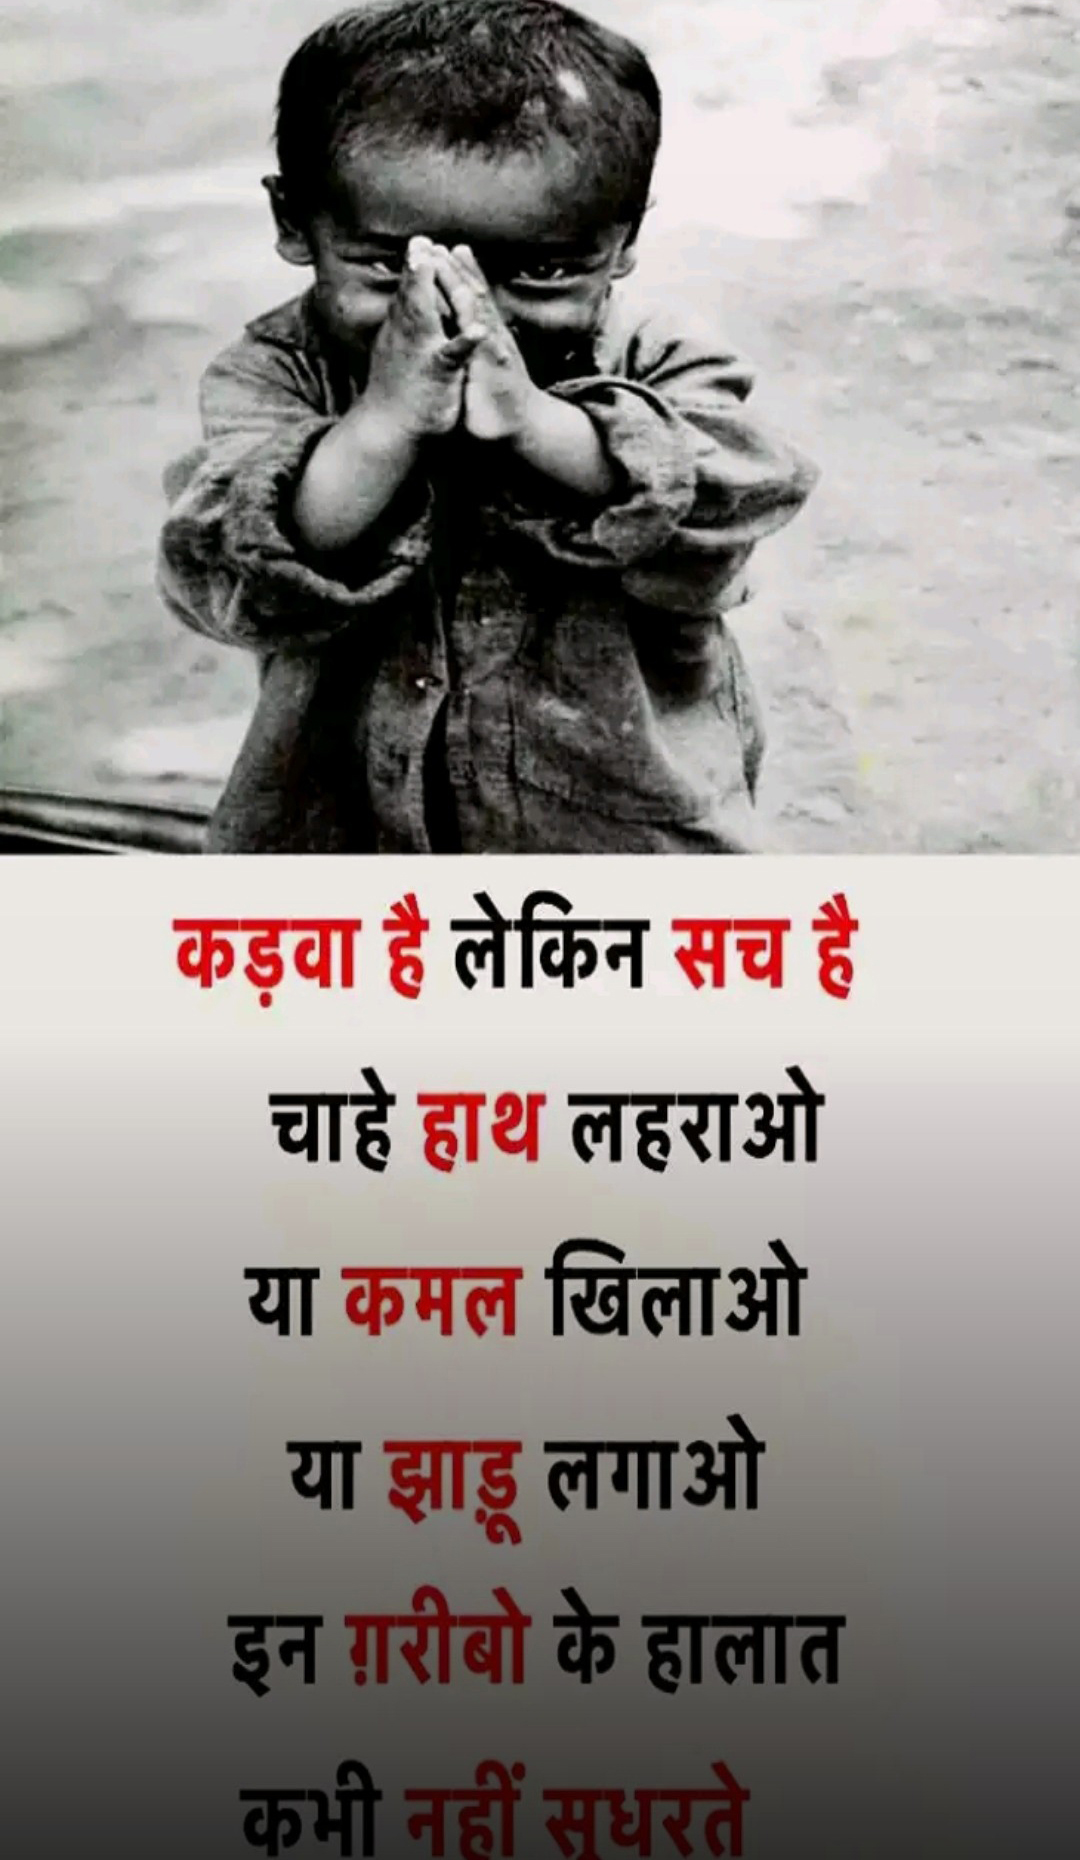 कड़वा है लेकिन सच है
चाहे हाथ लहराओ
या कमल खिलाओ
या झाड़ू लगाओ
इन ग़रीबो के हालात
कभी नहीं सुधरते